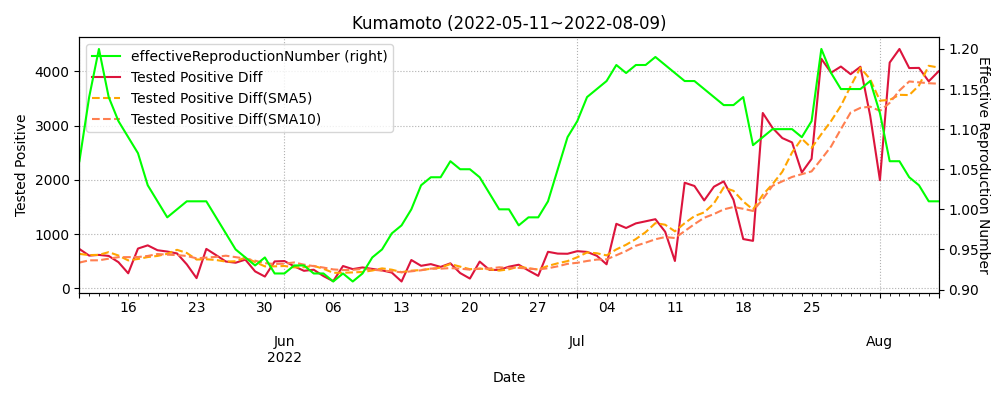 Kumamoto (2022-05-11~2022-08-09)
effectiveReproductionNumber (right)
Tested Positive Diff
Tested Positive Diff(SMA5)
Tested Positive Diff(SMA10)
Tested Positive
4000
3000
2000
1000
0
Effective Reproduction Number
1.20
1.15
1.10
1.05
1.00
0.95
0.90
16 23 30 06 13 20 27 04 11 18 25
Jun Jul Aug
2022
Date